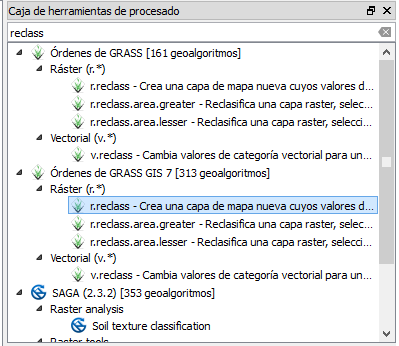 Caja de herramientas de procesado
reclass
Órdenes de GRASS [161 geoalgoritmos]
Ráster (r.*)
r.reclass - Crea una capa de mapa nueva cuyos valores d...
r.reclass.area.greater - Reclasifica una capa raster, selec...
r.reclass.area.lesser - Reclasifica una capa raster, selecci...
Vectorial (v.*)
v.reclass - Cambia valores de categoría vectorial para un...
Órdenes de GRASS GIS 7 [313 geoalgoritmos]
Ráster (r.*)
r.reclass - Crea una capa de mapa nueva cuyos valores d...
r.reclass.area.greater - Reclasifica una capa raster, selec...
r.reclass.area.lesser - Reclasifica una capa raster, selecci...
Vectorial (v.*)
v.reclass - Cambia valores de categoría vectorial para un...
SAGA (2.3.2) [353 geoalgoritmos]
Raster analysis
Soil texture classification
Raster tools